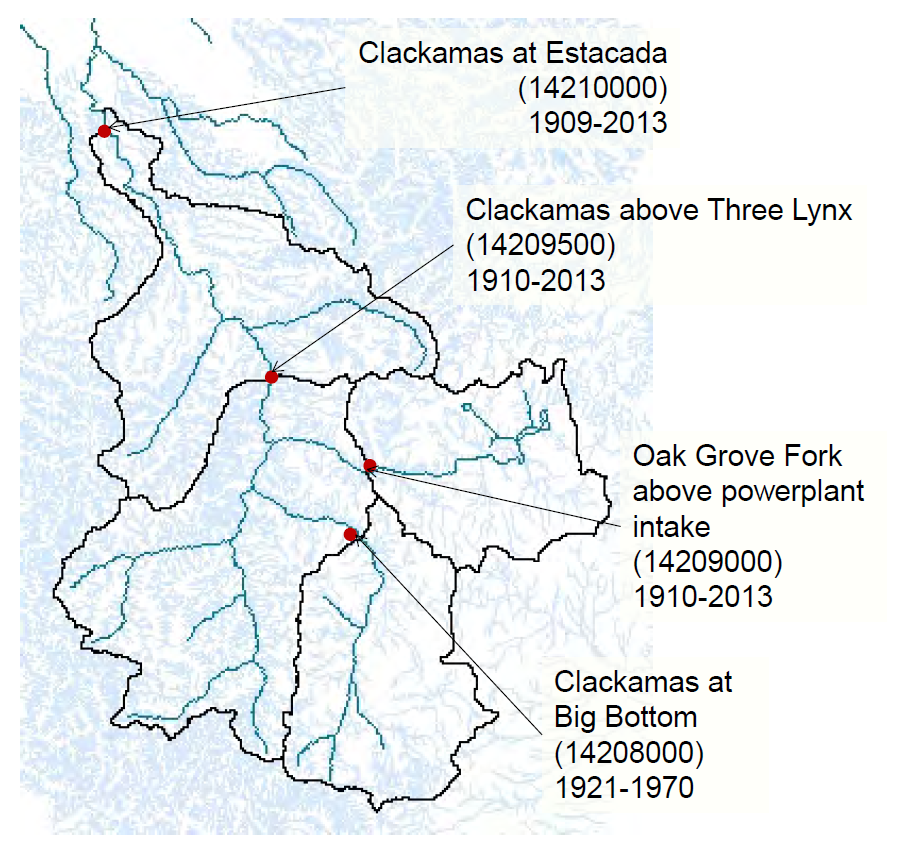 Clackamas at Estacada
(14210000)
1909-2013
Clackamas above Three Lynx
(14209500)
1910-2013
Oak Grove Fork
above powerplant
intake
(14209000)
1910-2013
Clackamas at
Big Bottom
(14208000)
1921-1970